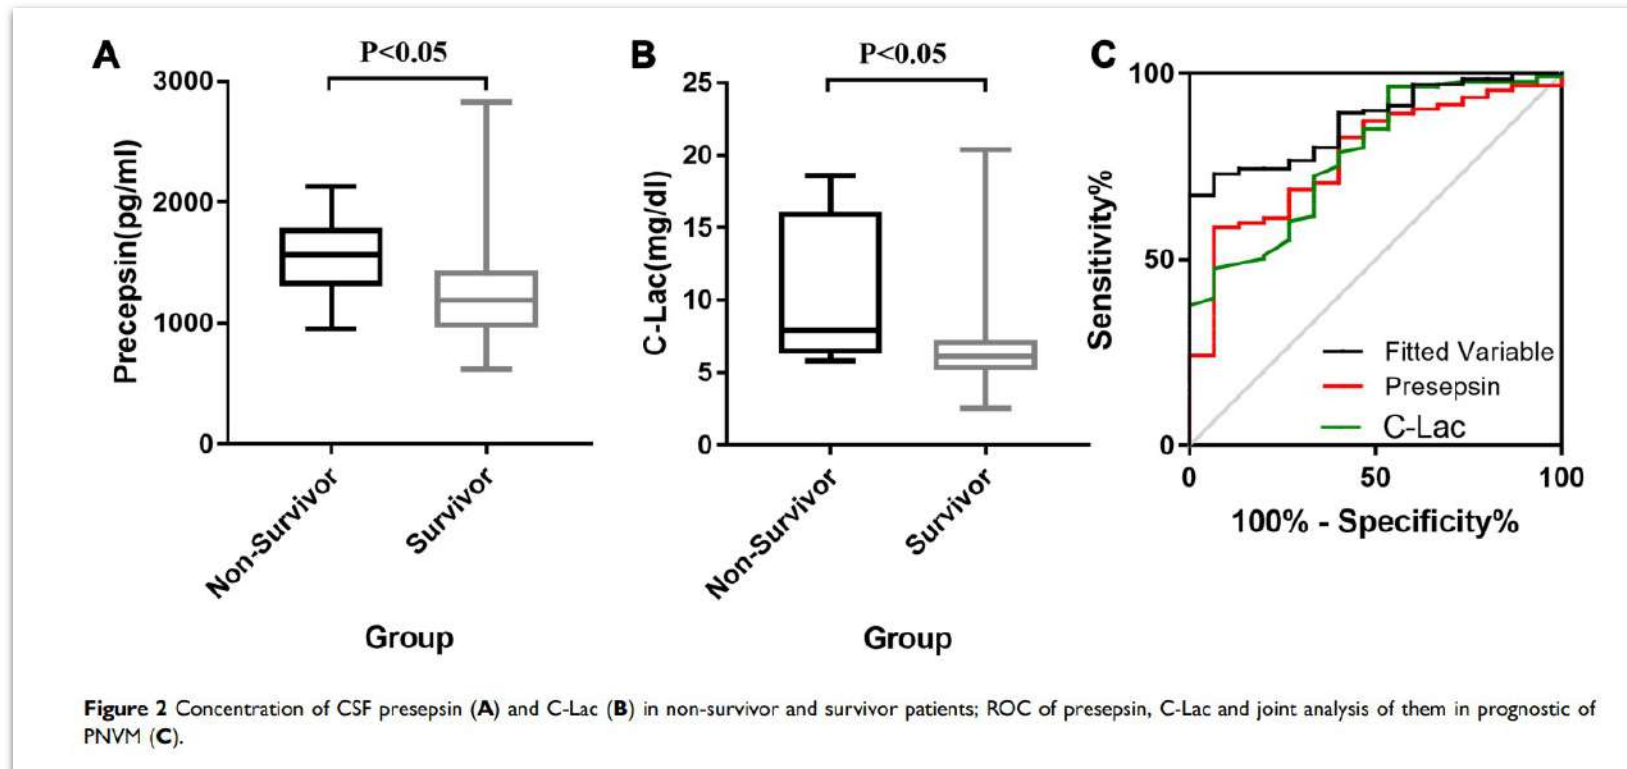 A
P<0.05
3000
2000
1000
0
Precepsin(pg/ml)
Non-Survivor
Survivor
Group
B
P<0.05
25
20
15
10
5
0
C-Lac(mg/dl)
Non-Survivor
Survivor
Group
C
100
50
0
Sensitivity%
Fitted Variable
Presepsin
C-Lac
0
50
100
100% - Specificity%
Figure 2 Concentration of CSF presepsin (A) and C-Lac (B) in non-survivor and survivor patients; ROC of presepsin, C-Lac and joint analysis of them in prognostic of
PNVM (C).